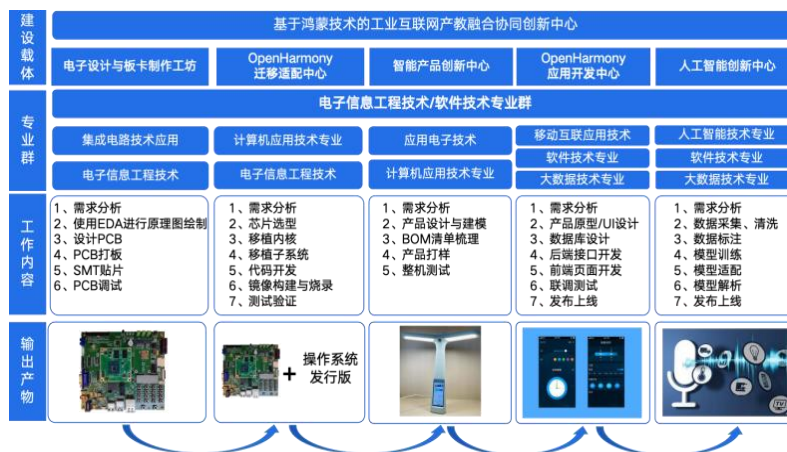 建设载体
基于鸿蒙技术的工业互联网产教融合协同创新中心
电子设计与板卡制作工坊
OpenHarmony
迁移适配中心
智能产品创新中心
OpenHarmony
应用开发中心
人工智能创新中心
专业群
电子信息工程技术/软件技术专业群
集成电路技术应用
电子信息工程技术
计算机应用技术专业
电子信息工程技术
应用电子技术
计算机应用技术专业
移动互联应用技术
软件技术专业
大数据技术专业
人工智能技术专业
软件技术专业
大数据技术专业
工作内容
1、需求分析
2、使用EDA进行原理图绘制
3、设计PCB
4、PCB打板
5、SMT贴片
6、PCB调试
1、需求分析
2、芯片选型
3、移植内核
4、移植子系统
5、代码开发
6、镜像构建与烧录
7、测试验证
1、需求分析
2、产品设计与建模
3、BOM清单梳理
4、产品打样
5、整机测试
1、需求分析
2、产品原型/UI设计
3、数据库设计
4、后端接口开发
5、前端页面开发
6、联调测试
7、发布上线
1、需求分析
2、数据采集、清洗
3、数据标注
4、模型训练
5、模型适配
6、模型解析
7、发布上线
输出产物
+
操作系统
发行版
TV